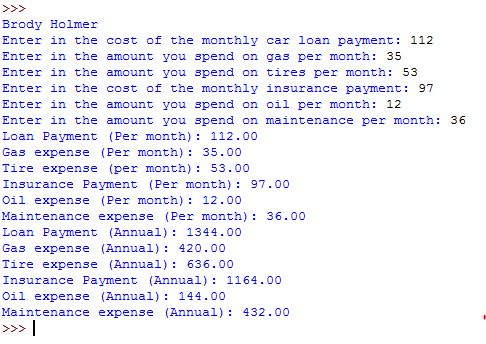 >>>
Brody Holmer
Enter in the cost of the monthly car loan payment: 112
Enter in the amount you spend on gas per month: 35
Enter in the amount you spend on tires per month: 53
Enter in the cost of the monthly insurance payment: 97
Enter in the amount you spend on oil per month: 12
Enter in the amount you spend on maintenance per month: 36
Loan Payment (Per month): 112.00
Gas expense (Per month): 35.00
Tire expense (per month): 53.00
Insurance Payment (Per month): 97.00
Oil expense (Per month): 12.00
Maintenance expense (Per month): 36.00
Loan Payment (Annual): 1344.00
Gas expense (Annual): 420.00
Tire expense (Annual): 636.00
Insurance Payment (Annual): 1164.00
Oil expense (Annual): 144.00
Maintenance expense (Annual): 432.00
>>>